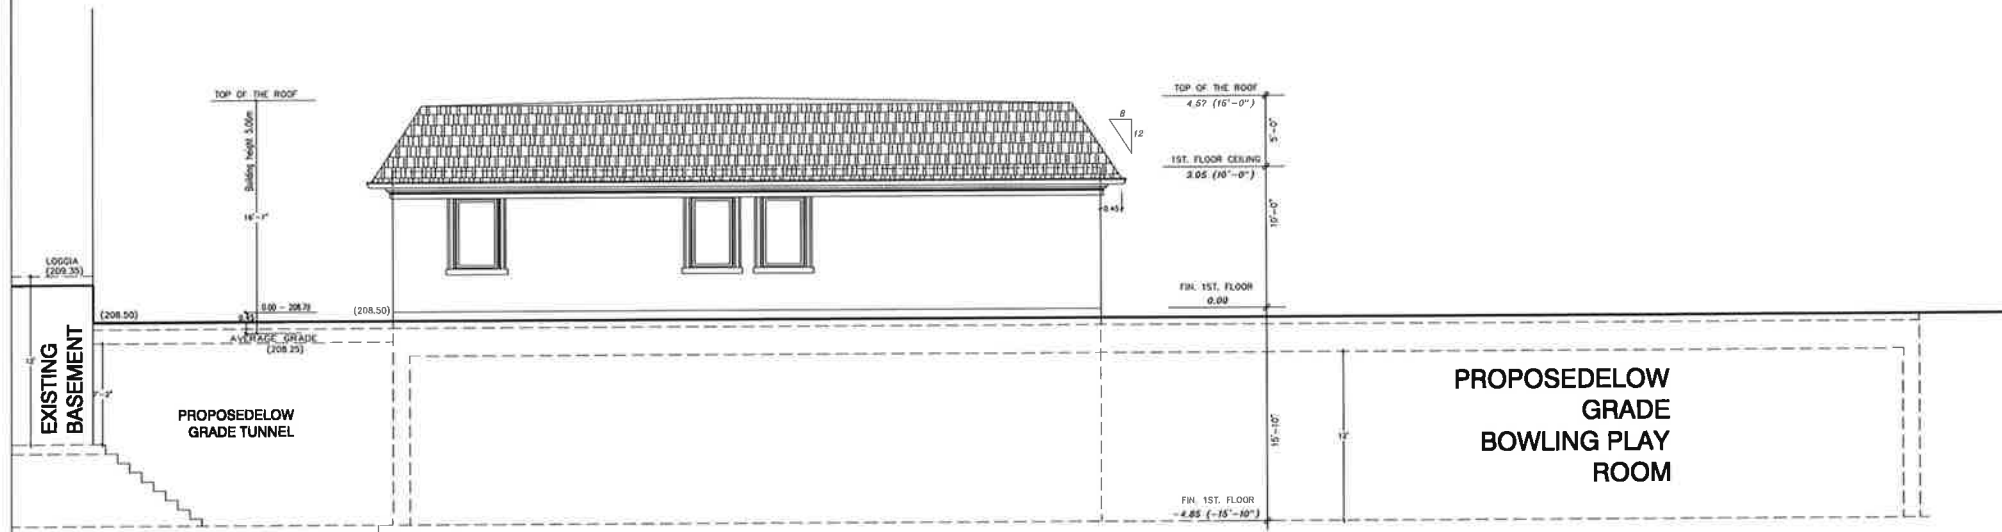 TOP OF THE ROOF
Building height 5.06m
16'-7"
LOGGIA
(209.35)
(208.50)
0.00 - 208.70
(208.50)
AVERAGE GRADE
(208.25)
12'
EXISTING
BASEMENT
PROPOSEDELOW
GRADE TUNNEL
8
12
0.45
TOP OF THE ROOF
4.57 (15'-0")
5'-0"
1ST. FLOOR CEILING
3.05 (10'-0")
10'-0"
FIN. 1ST. FLOOR
0.00
15'-10"
12'
PROPOSEDELOW
GRADE
BOWLING PLAY
ROOM
FIN. 1ST. FLOOR
-4.85 (-15'-10")